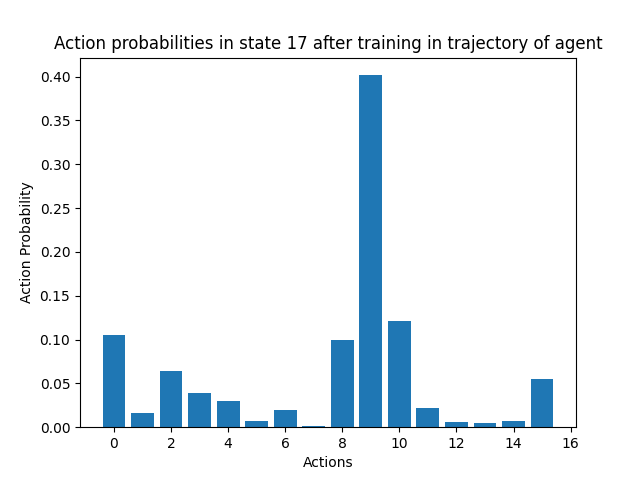 Action probabilities in state 17 after training in trajectory of agent
0.40
0.35
0.30
0.25
0.20
0.15
0.10
0.05
0.00
Action Probability
0 2 4 6 8 10 12 14 16
Actions